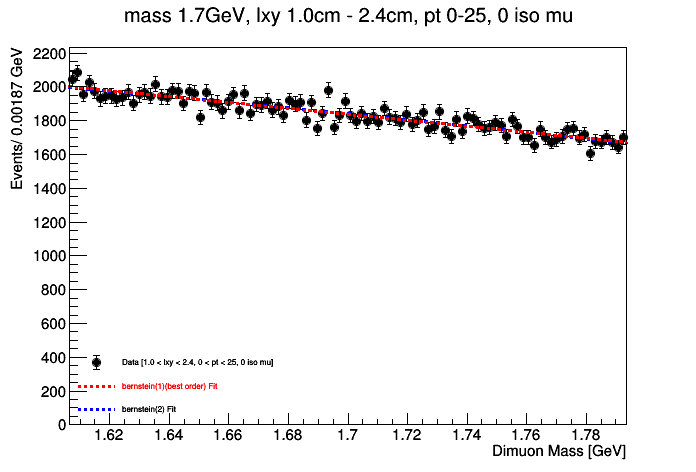 mass 1.7GeV, lxy 1.0cm - 2.4cm, pt 0-25, 0 iso mu
Events/ 0.00187 GeV
2200
2000
1800
1600
1400
1200
1000
800
600
400
200
0
Data [1.0 < lxy < 2.4, 0 < pt < 25, 0 iso mu]
bernstein(1)(best order) Fit
bernstein(2) Fit
1.62 1.64 1.66 1.68 1.7 1.72 1.74 1.76 1.78
Dimuon Mass [GeV]